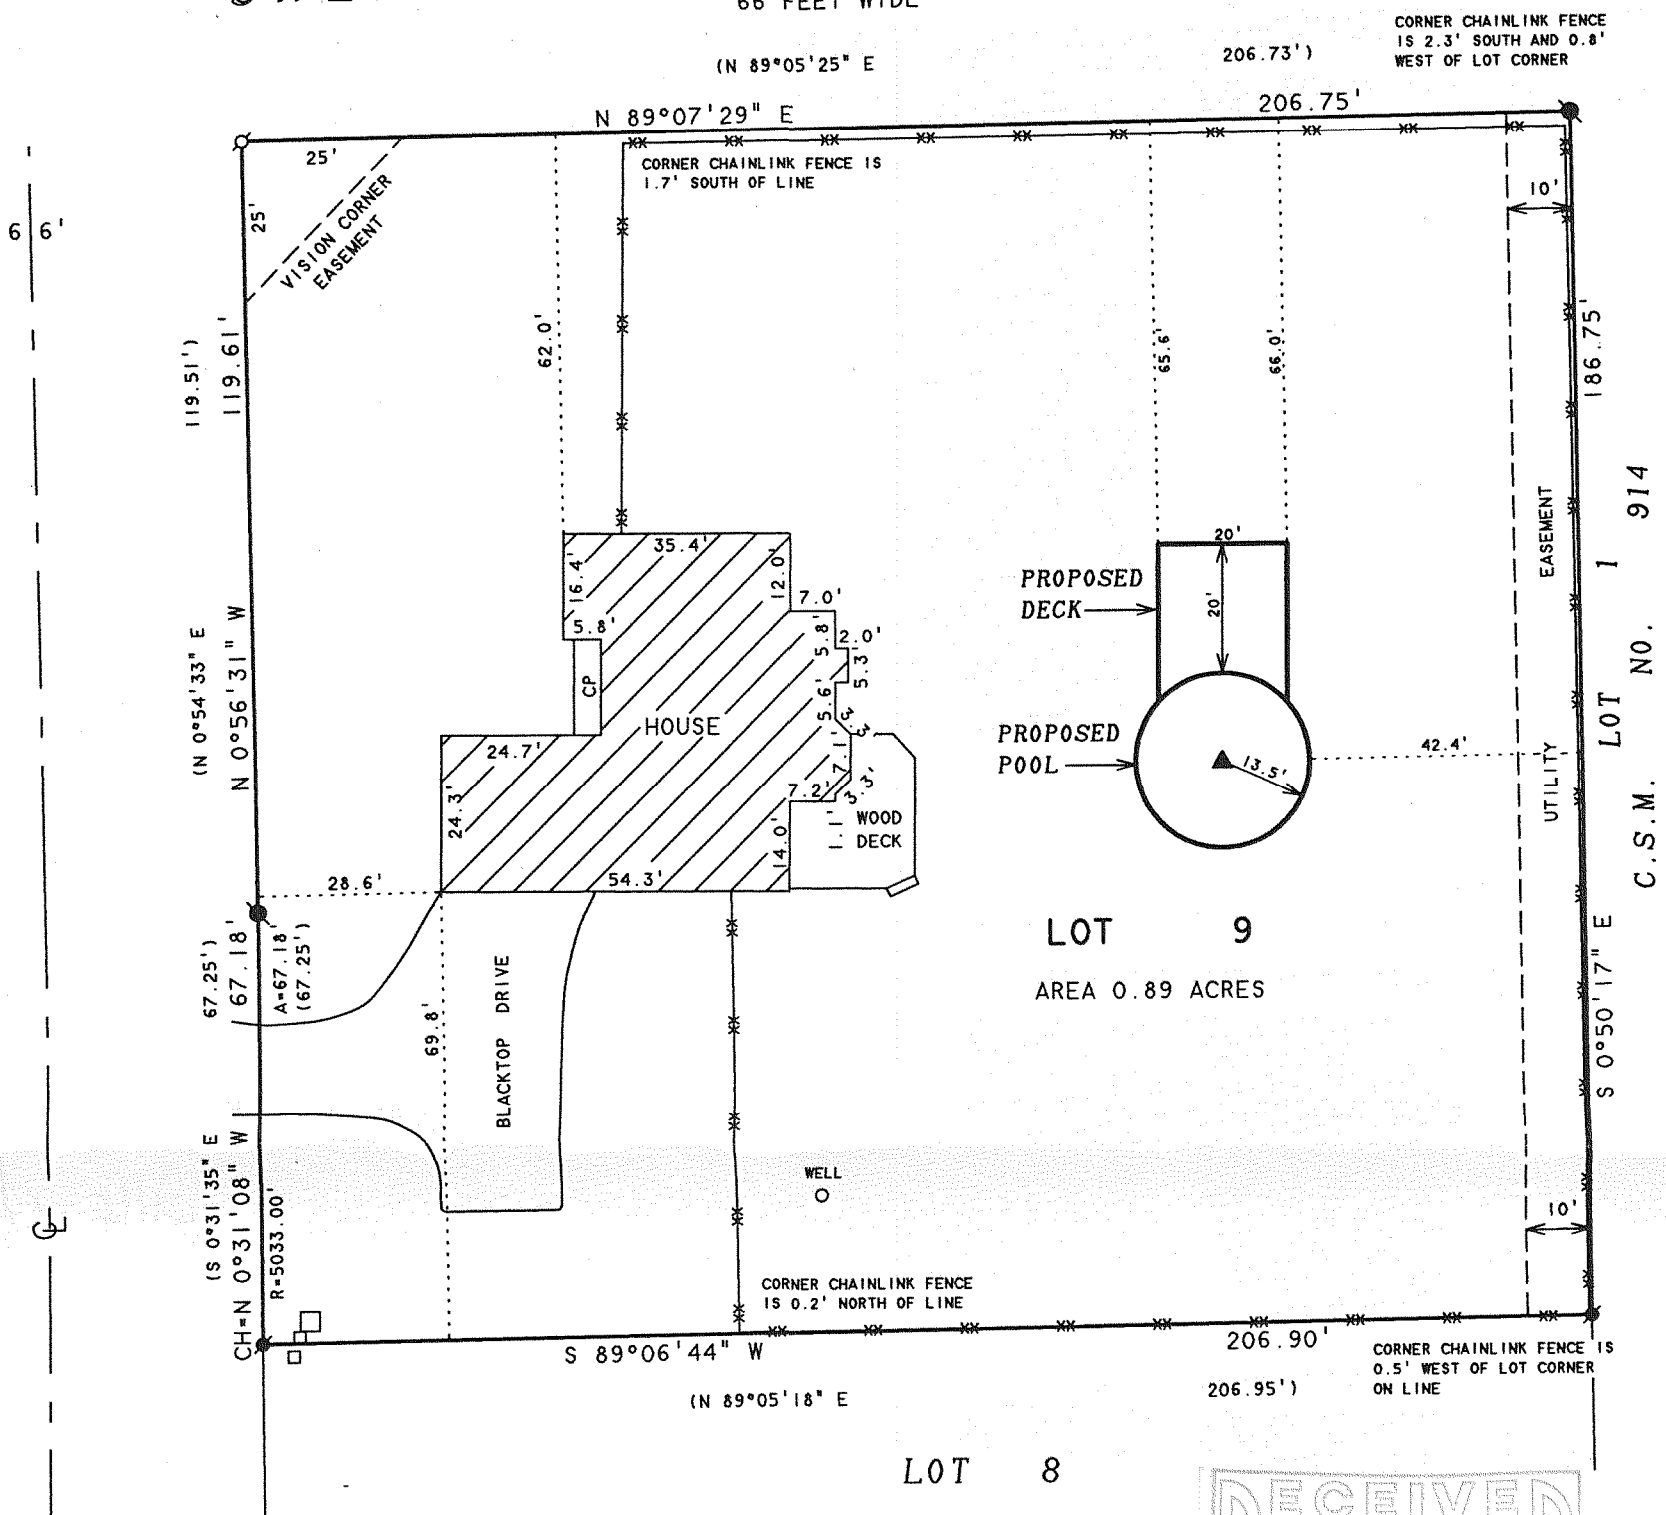 66 FEET WIDE
CORNER CHAINLINK FENCE
IS 2.3' SOUTH AND 0.8'
WEST OF LOT CORNER
(N 89°05'25" E
206.73')
N 89°07'29" E
206.75'
25'
25'
VISION CORNER
EASEMENT
CORNER CHAINLINK FENCE IS
1.7' SOUTH OF LINE
10'
66'
119.51')
119.61'
62.0'
65.6'
66.0'
186.75'
(N 0°54'33" E
N 0°56'31" W
35.4'
16.4'
12.0'
5.8'
7.0'
5.8'
2.0'
5.3'
5.6'
3.3'
7.1'
3.3'
7.2'
1.1'
CP
HOUSE
24.7'
24.3'
14.0'
54.3'
WOOD
DECK
28.6'
PROPOSED
DECK
20'
20'
PROPOSED
POOL
13.5'
42.4'
UTILITY EASEMENT
C.S.M. LOT NO. 1 914
LOT 9
AREA 0.89 ACRES
67.25')
67.18'
A=67.18'
(67.25')
69.8'
BLACKTOP DRIVE
S 0°50'17" E
(S 0°31'35" E
CH=N 0°31'08" W
R=5033.00'
WELL
10'
CORNER CHAINLINK FENCE
IS 0.2' NORTH OF LINE
S 89°06'44" W
206.90'
CORNER CHAINLINK FENCE IS
0.5' WEST OF LOT CORNER
ON LINE
(N 89°05'18" E
206.95')
LOT 8